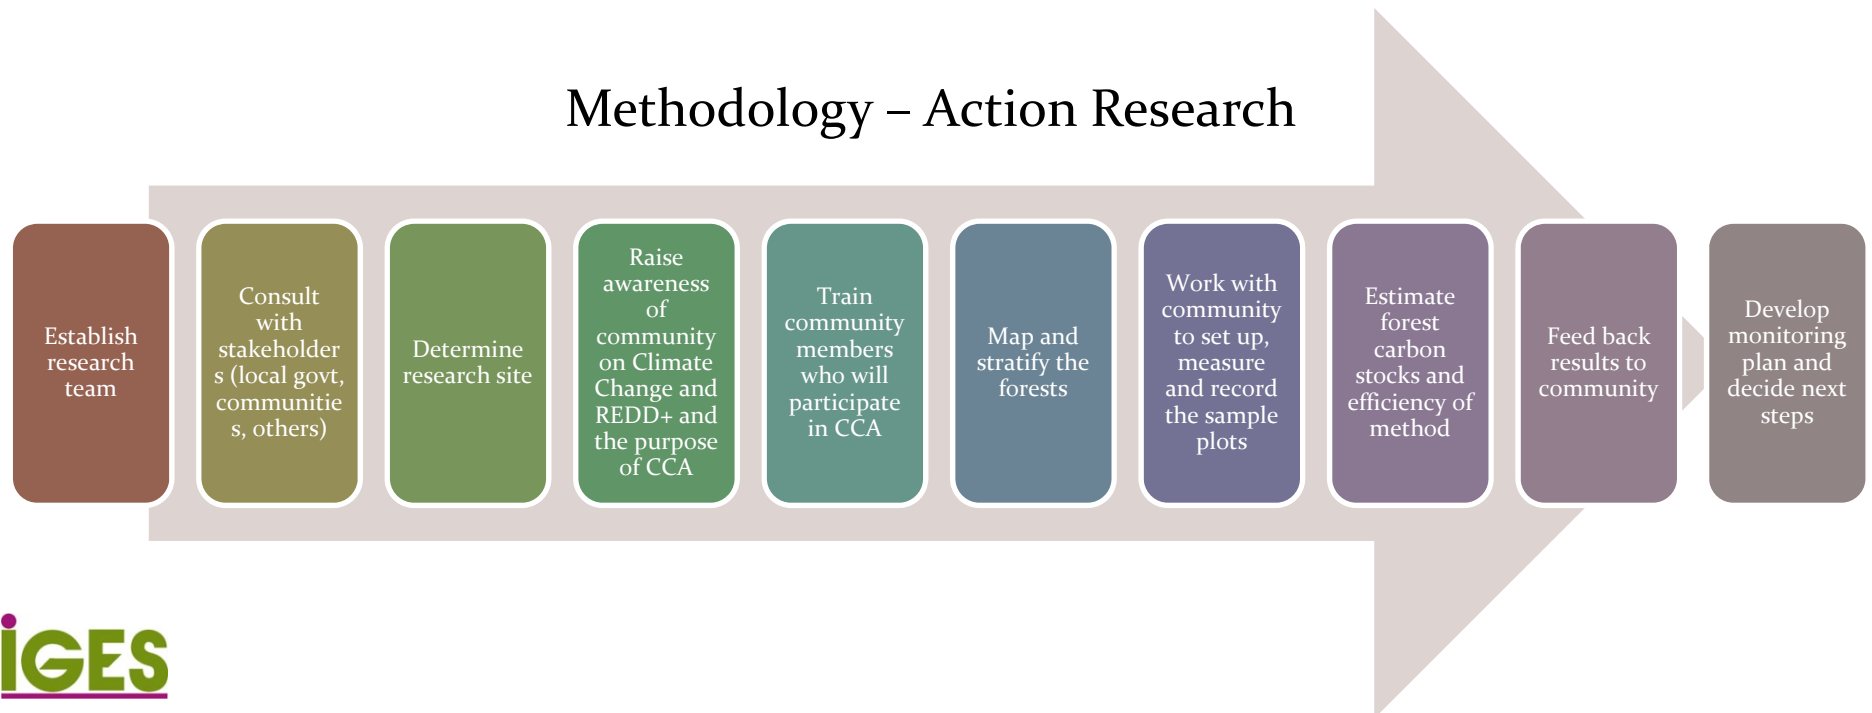 Methodology – Action Research
Establish
research
team
Consult
with
stakeholder
s (local govt,
communitie
s, others)
Determine
research site
Raise
awareness
of
community
on Climate
Change and
REDD+ and
the purpose
of CCA
Train
community
members
who will
participate
in CCA
Map and
stratify the
forests
Work with
community
to set up,
measure
and record
the sample
plots
Estimate
forest
carbon
stocks and
efficiency of
method
Feed back
results to
community
Develop
monitoring
plan and
decide next
steps
iGES